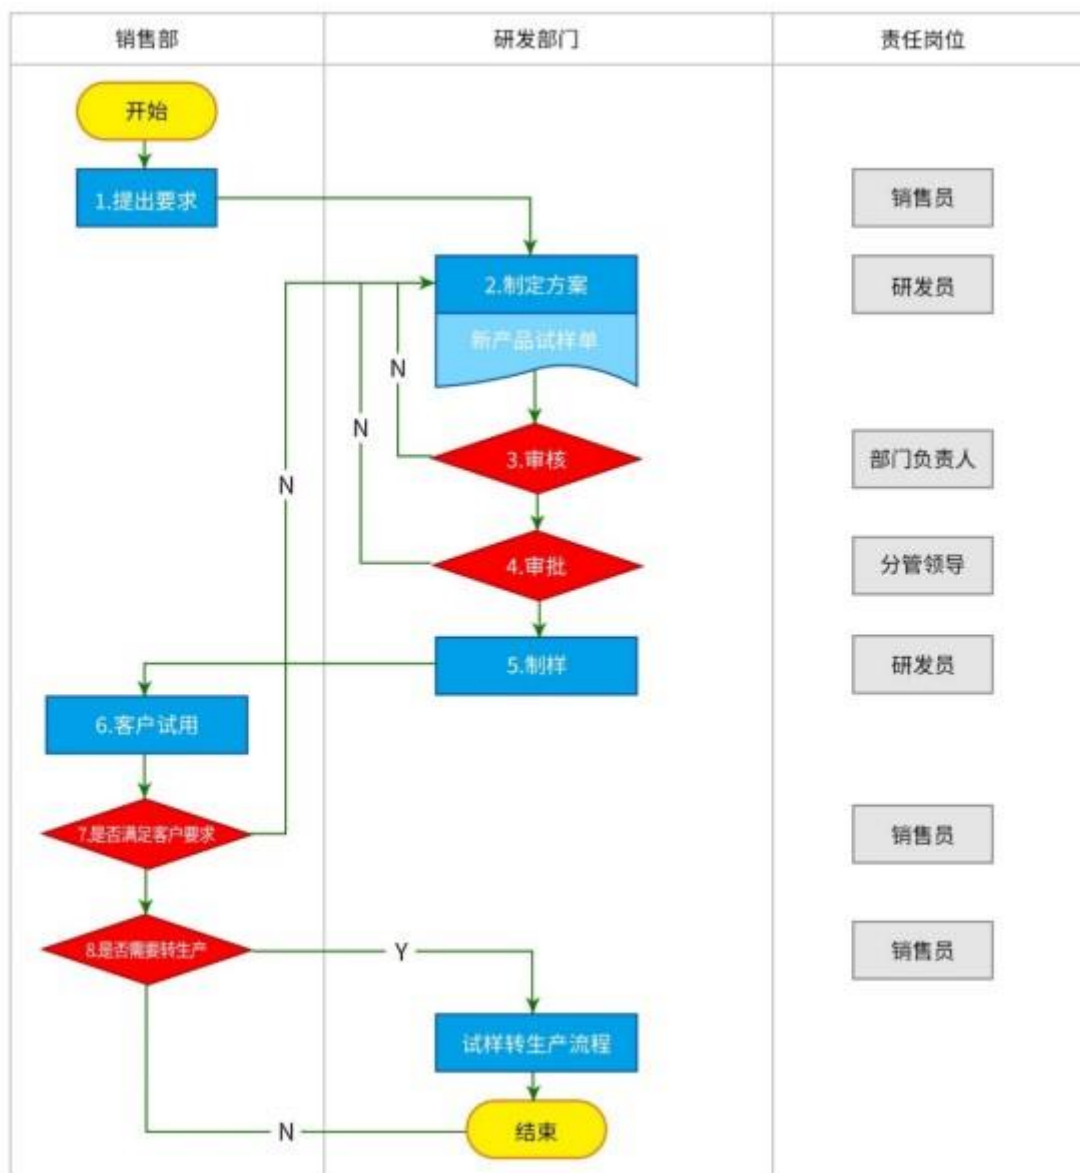 销售部
研发部门
责任岗位
开始
1.提出要求
销售员
2.制定方案
研发员
新产品试样单
N
N
3.审核
部门负责人
N
4.审批
分管领导
5.制样
研发员
6.客户试用
7.是否满足客户要求
销售员
8.是否需要转生产
Y
销售员
试样转生产流程
N
结束